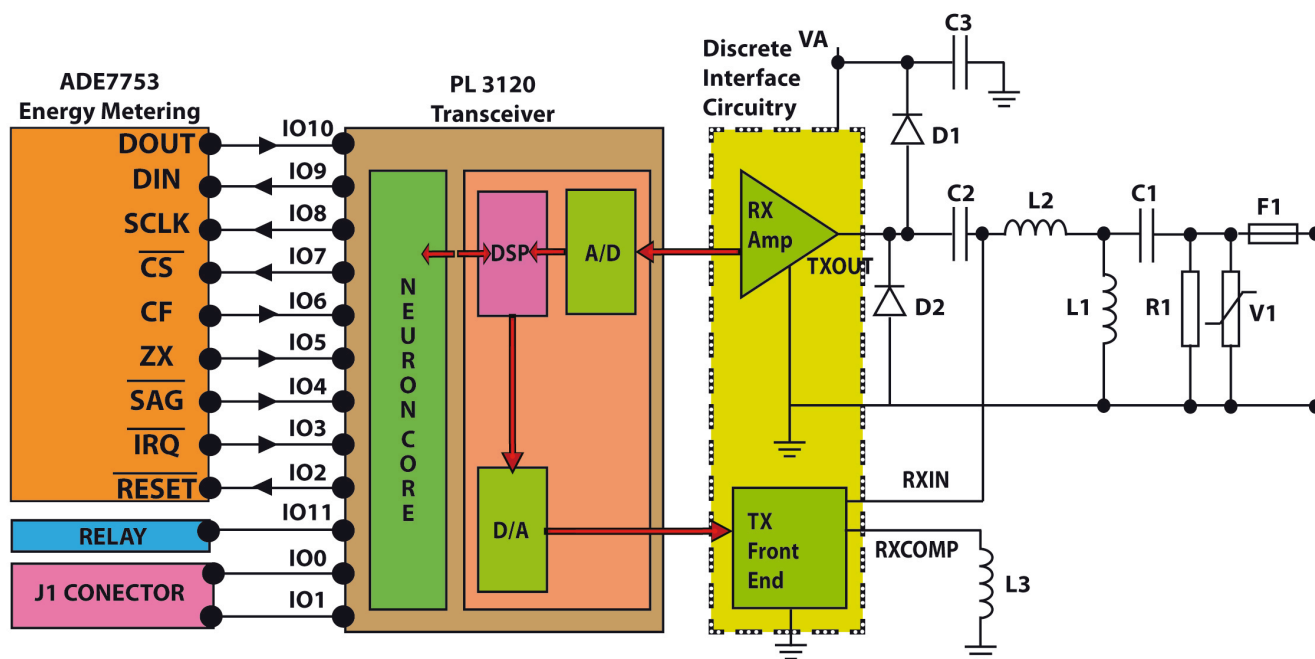 ADE7753
Energy Metering
DOUT
DIN
SCLK
CS
CF
ZX
SAG
IRQ
RESET
RELAY
J1 CONECTOR
IO10
IO9
IO8
IO7
IO6
IO5
IO4
IO3
IO2
IO11
IO0
IO1
PL 3120
Transceiver
NEURON CORE
DSP
A/D
D/A
Discrete
Interface
Circuitry
VA
RX
Amp
TXOUT
TX
Front
End
RXIN
RXCOMP
C3
D1
D2
C2
L2
C1
F1
L1
R1
V1
L3